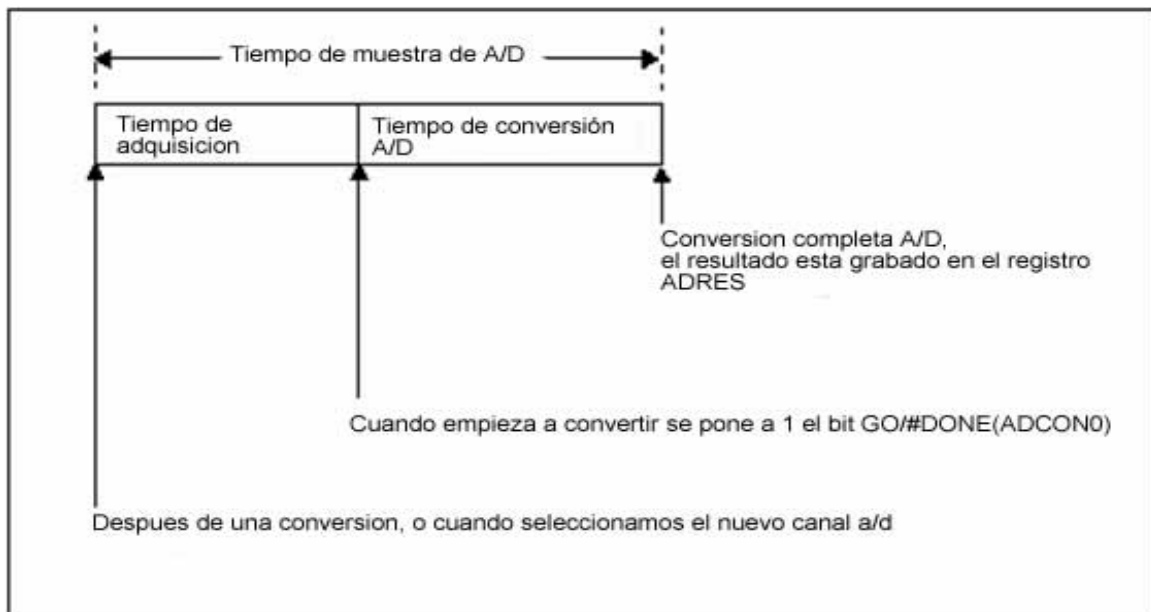 Tiempo de muestra de A/D
Tiempo de
adquisicion
Tiempo de conversión
A/D
Conversion completa A/D,
el resultado esta grabado en el registro
ADRES
Cuando empieza a convertir se pone a 1 el bit GO/#DONE(ADCON0)
Despues de una conversion, o cuando seleccionamos el nuevo canal a/d